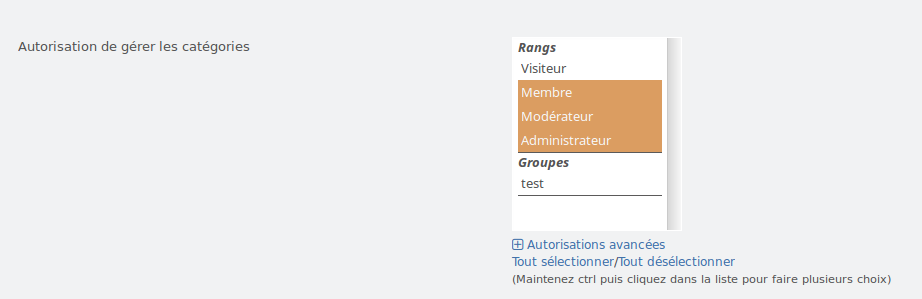 Autorisation de gérer les catégories
Rangs
Visiteur
Membre
Modérateur
Administrateur
Groupes
test
Autorisations avancées
Tout sélectionner/Tout désélectionner
(Maintenez ctrl puis cliquez dans la liste pour faire plusieurs choix)